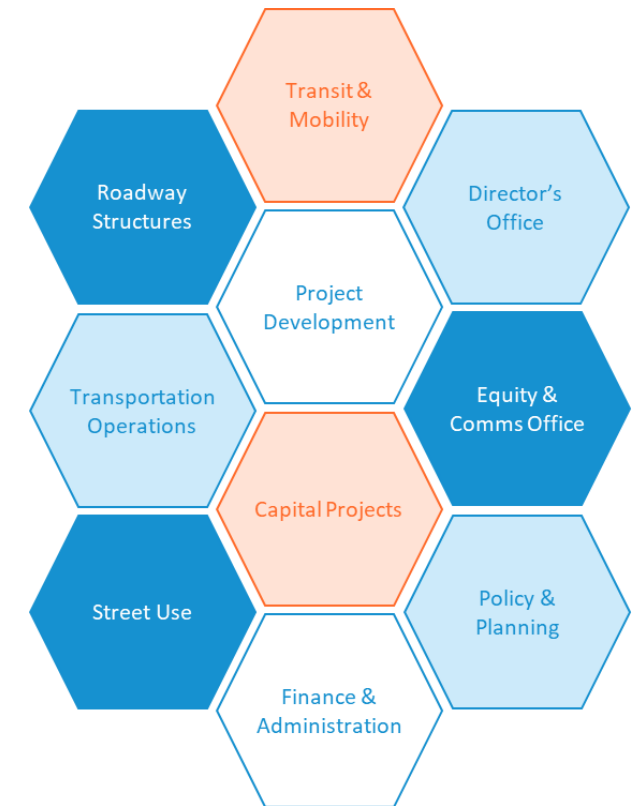 Transit &
Mobility
Roadway
Structures
Director's
Office
Project
Development
Transportation
Operations
Equity &
Comms Office
Capital Projects
Street Use
Policy &
Planning
Finance &
Administration